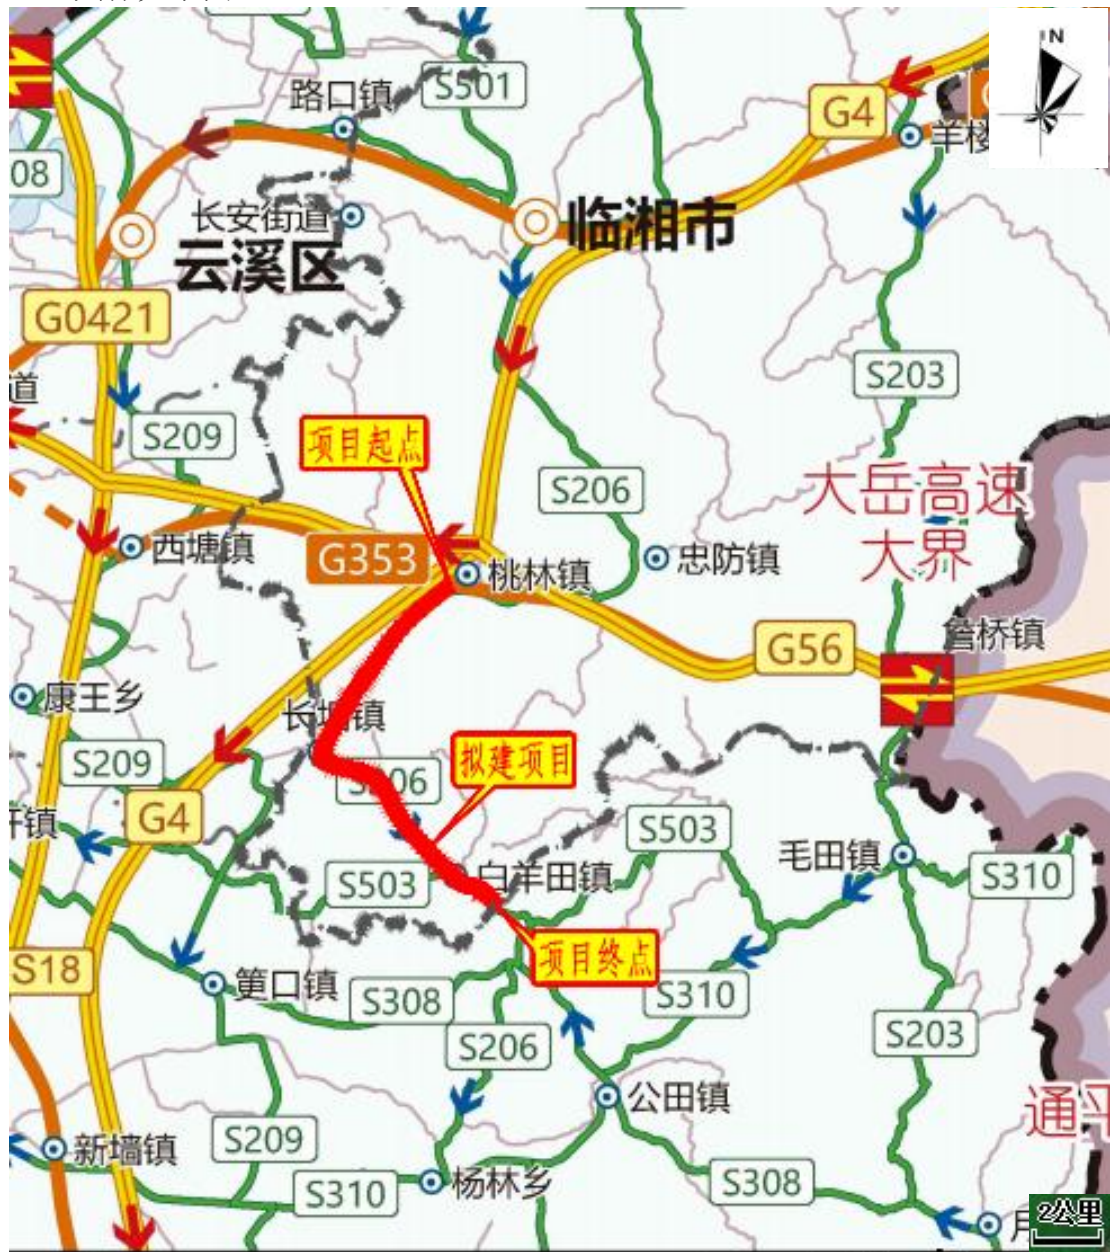 N
路口镇
S501
G4
羊楼
08
长安街道
临湘市
云溪区
G0421
道
S203
S209
项目起点
S206
大岳高速
大界
西塘镇
G353
桃林镇
忠防镇
詹桥镇
G56
康王乡
长塘镇
S209
拟建项目
G4
S503
毛田镇
S310
S503
白羊田镇
项目终点
S18
筻口镇
S308
S310
S206
S203
公田镇
通平
新墙镇
S209
S310
杨林乡
S308
月
2公里